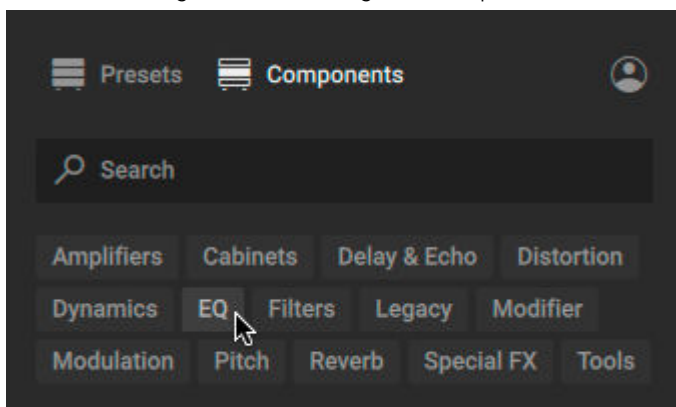 Presets Components
Search
Amplifiers Cabinets Delay & Echo Distortion
Dynamics EQ Filters Legacy Modifier
Modulation Pitch Reverb Special FX Tools